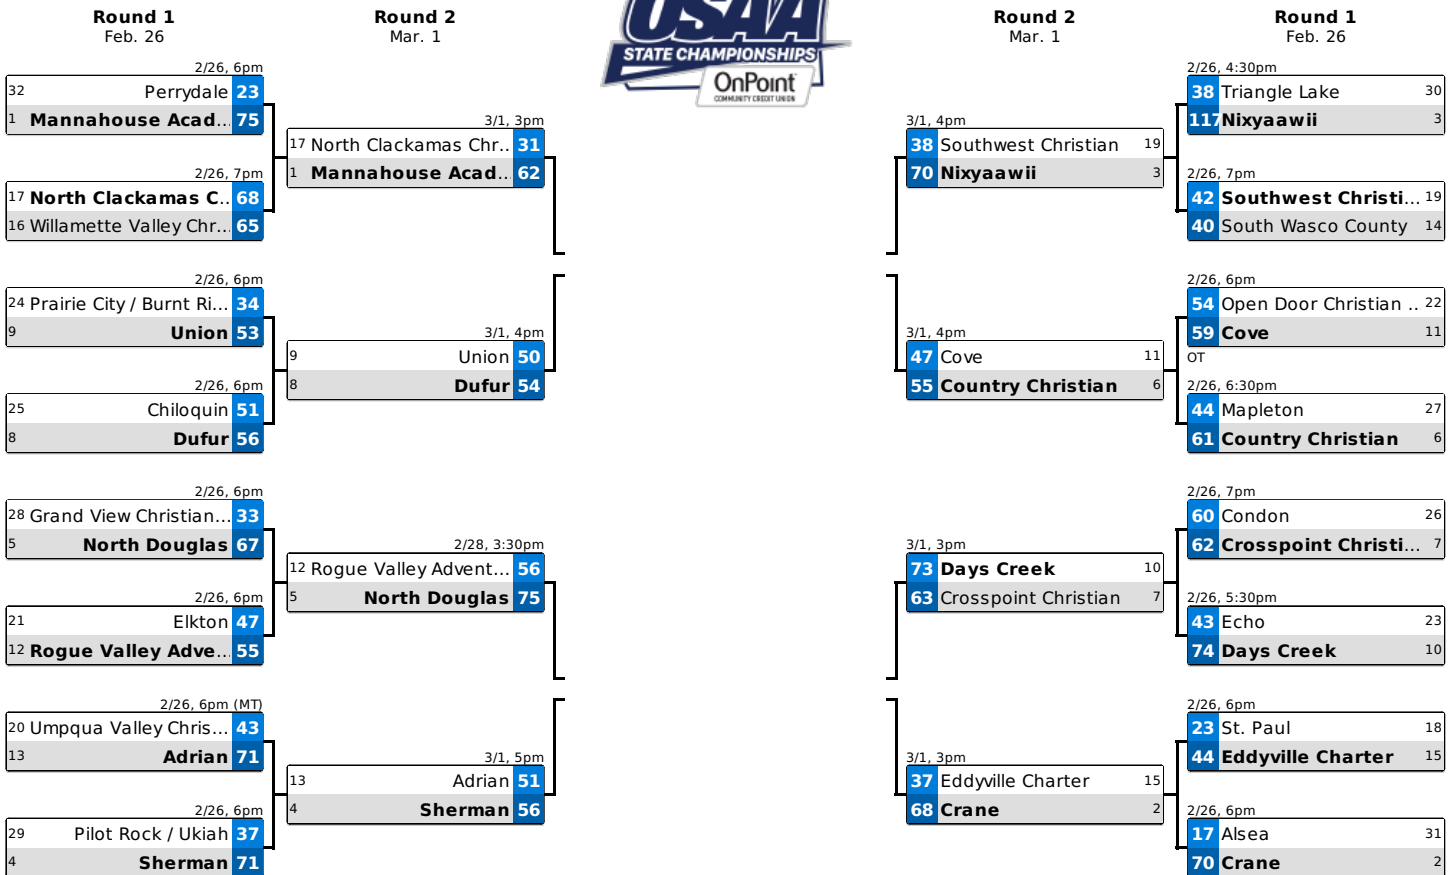 Round 1
Feb. 26
Round 2
Mar. 1
USAA
STATE CHAMPIONSHIPS
OnPoint
COMMUNITY CREDIT UNION
Round 2
Mar. 1
Round 1
Feb. 26
2/26, 6pm
32 Perrydale 23
1 Mannahouse Acad... 75
2/26, 7pm
17 North Clackamas C... 68
16 Willamette Valley Chr... 65
2/26, 6pm
24 Prairie City / Burnt Ri... 34
9 Union 53
2/26, 6pm
25 Chiloquin 51
8 Dufur 56
2/26, 6pm
28 Grand View Christian... 33
5 North Douglas 67
2/26, 6pm
21 Elkton 47
12 Rogue Valley Adve... 55
2/26, 6pm (MT)
20 Umpqua Valley Chris... 43
13 Adrian 71
2/26, 6pm
29 Pilot Rock / Ukiah 37
4 Sherman 71
3/1, 3pm
17 North Clackamas Chr... 31
1 Mannahouse Acad... 62
3/1, 4pm
9 Union 50
8 Dufur 54
2/28, 3:30pm
12 Rogue Valley Advent... 56
5 North Douglas 75
3/1, 5pm
13 Adrian 51
4 Sherman 56
3/1, 4pm
38 Southwest Christian 19
70 Nixyaawii 3
3/1, 4pm
47 Cove 11
55 Country Christian 6
3/1, 3pm
73 Days Creek 10
63 Crosspoint Christian 7
3/1, 3pm
37 Eddyville Charter 15
68 Crane 2
2/26, 4:30pm
38 Triangle Lake 30
117 Nixyaawii 3
2/26, 7pm
42 Southwest Christi... 19
40 South Wasco County 14
2/26, 6pm
54 Open Door Christian ... 22
59 Cove 11
OT
2/26, 6:30pm
44 Mapleton 27
61 Country Christian 6
2/26, 7pm
60 Condon 26
62 Crosspoint Christi... 7
2/26, 5:30pm
43 Echo 23
74 Days Creek 10
2/26, 6pm
23 St. Paul 18
44 Eddyville Charter 15
2/26, 6pm
17 Alsea 31
70 Crane 2